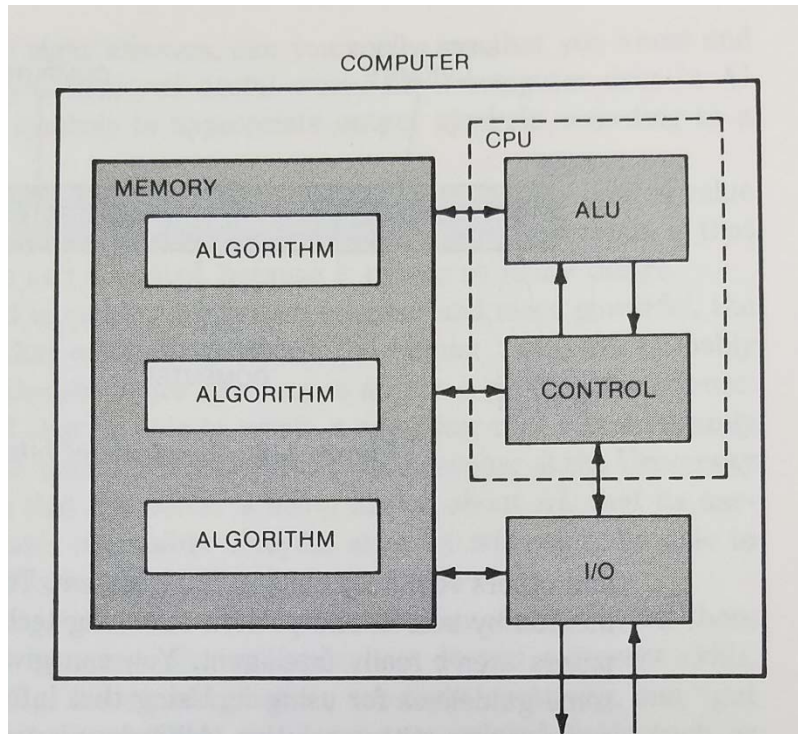 COMPUTER
CPU
MEMORY
ALU
ALGORITHM
ALGORITHM
CONTROL
ALGORITHM
I/O